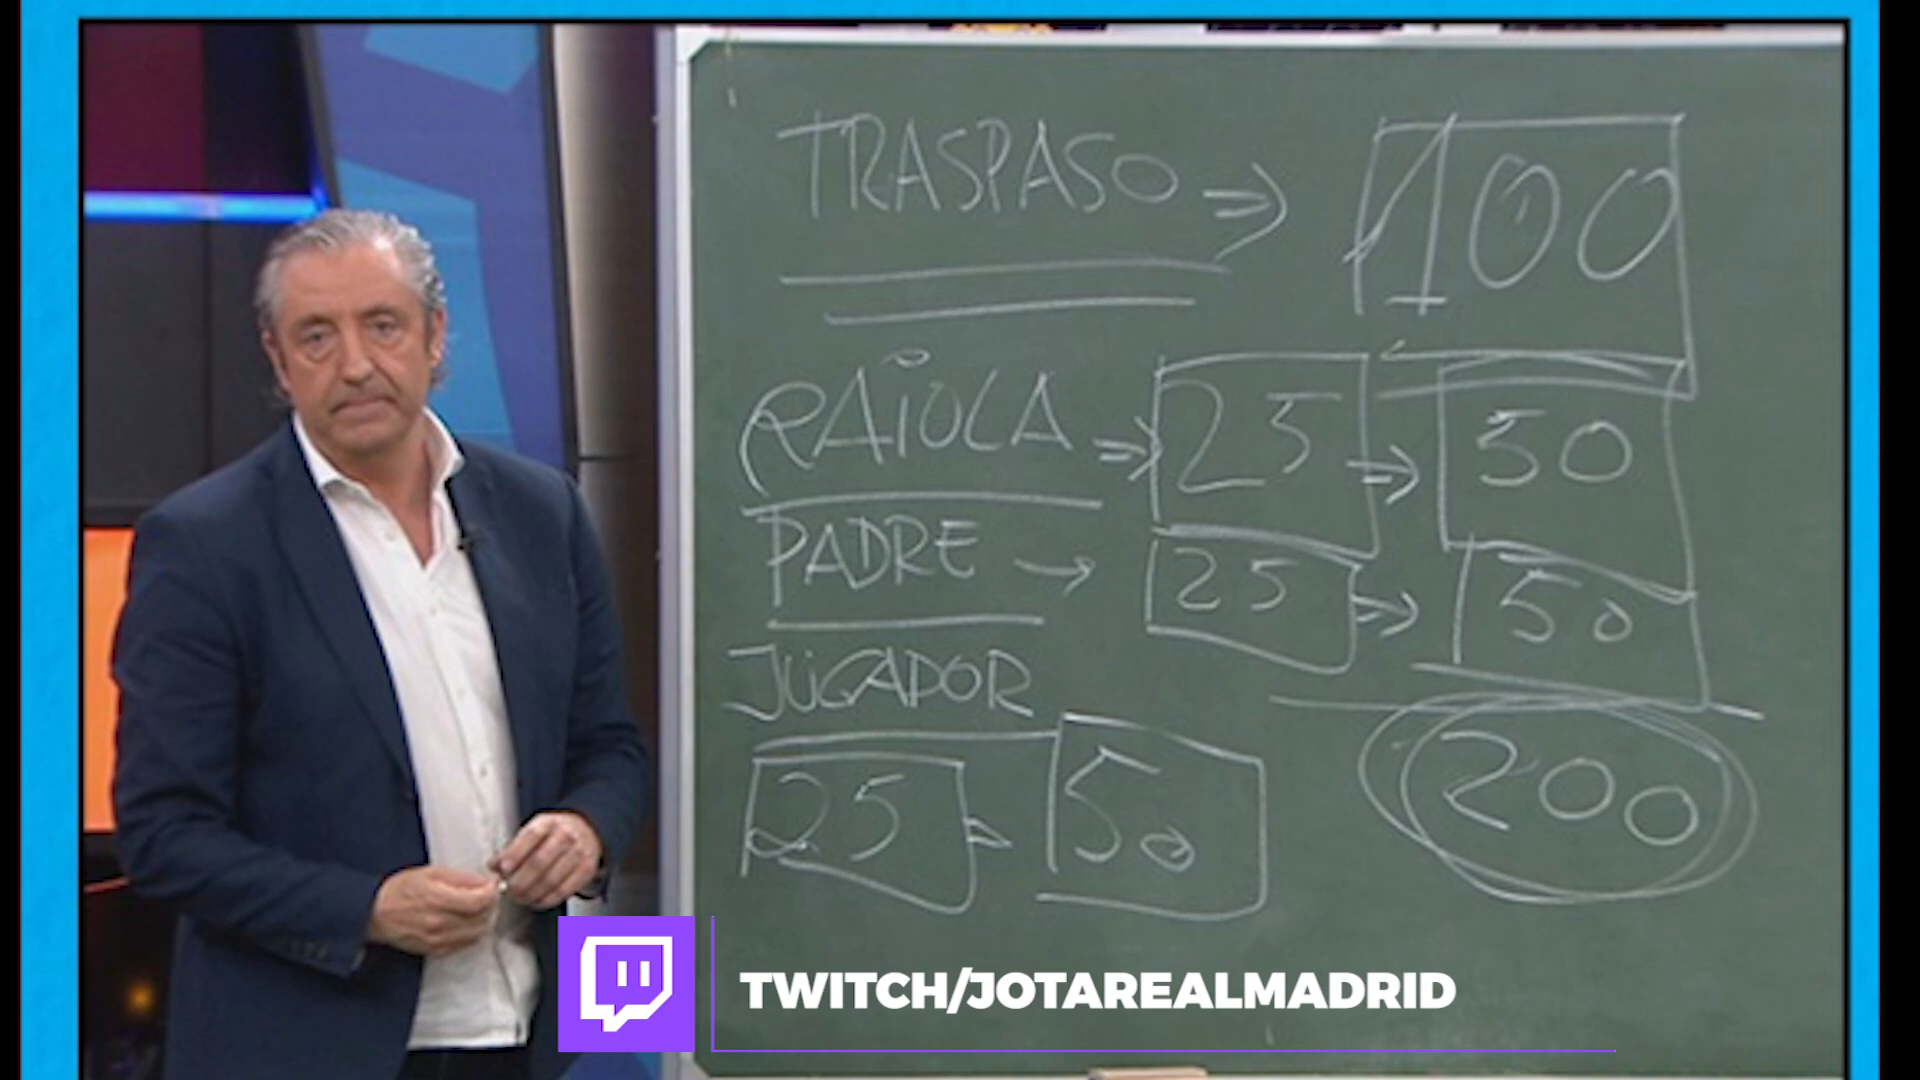 TRASPASO ⇒ 100
RAIOLA ⇒ 25 ⇒ 50
PADRE → 25 ⇒ 50
JUGADOR
25 ⇒ 50
200
TWITCH/JOTAREALMADRID